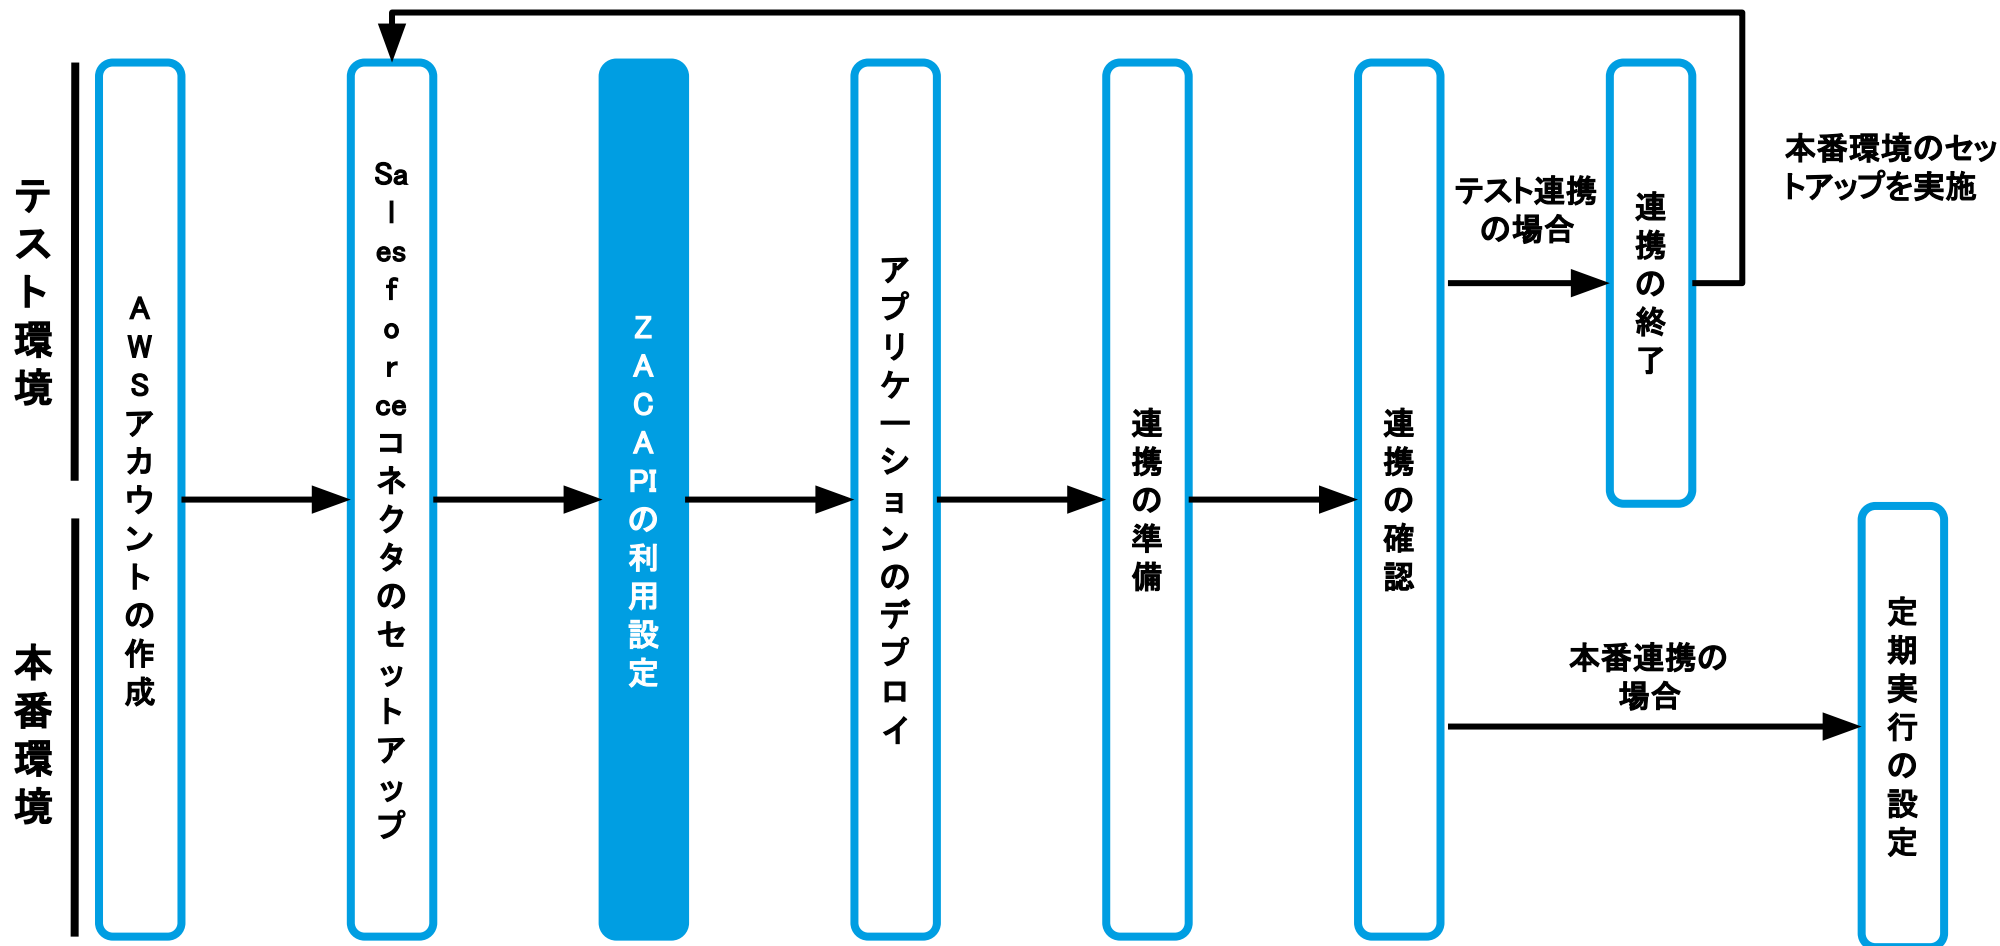 テスト環境
本番環境
AWSアカウントの作成
Salesforceコネクタのセットアップ
ZACAPIの利用設定
アプリケーションのデプロイ
連携の準備
連携の確認
テスト連携
の場合
連携の終了
本番環境のセッ
トアップを実施
本番連携の
場合
定期実行の設定